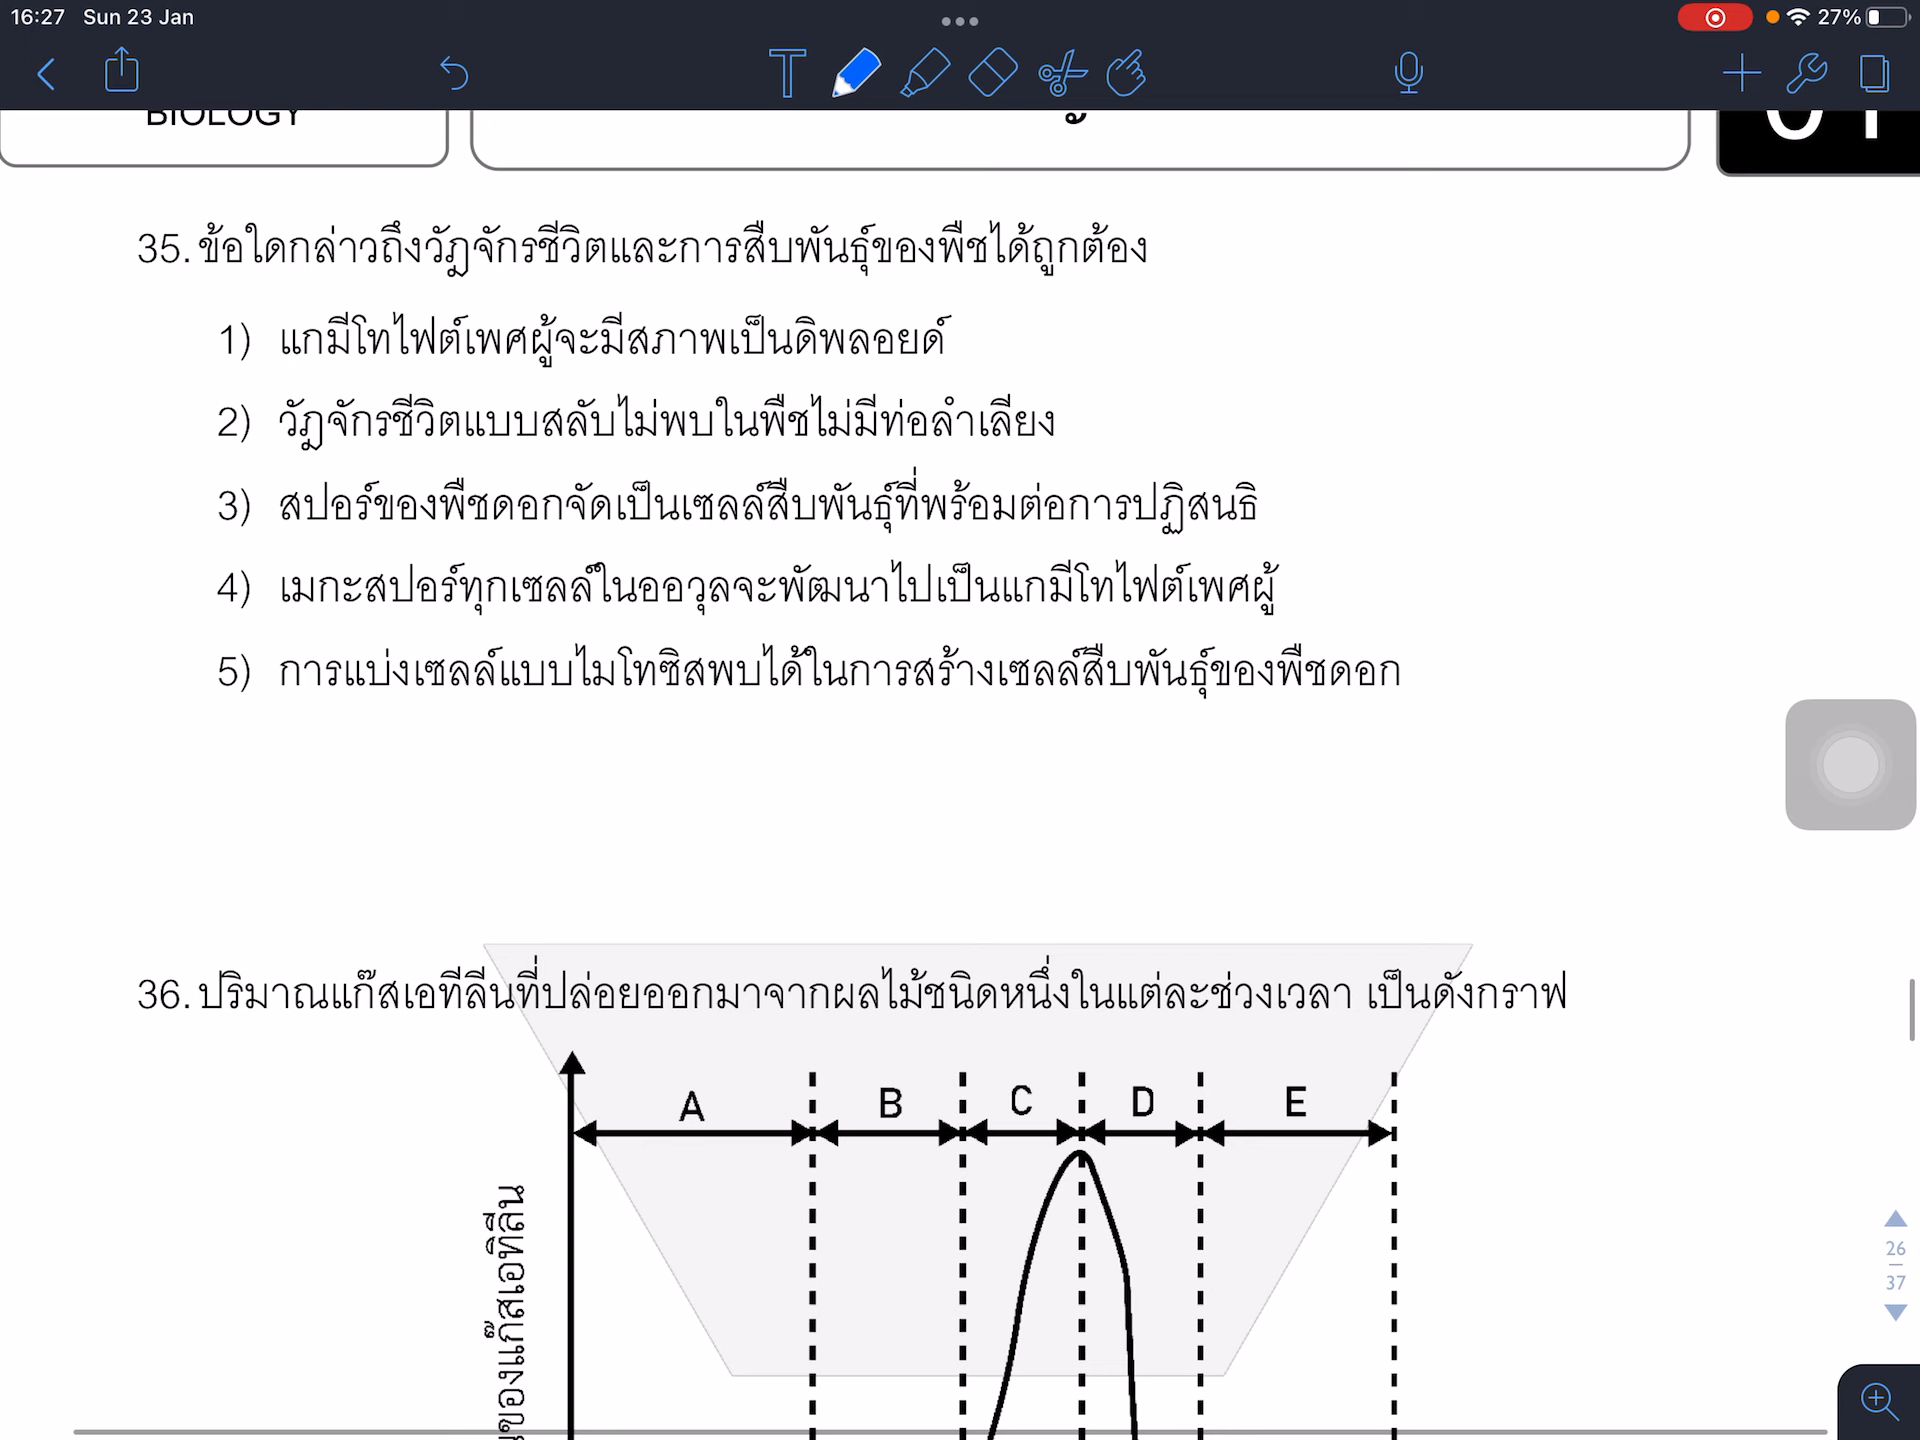 16:27 Sun 23 Jan
27%
BIOLOGY
35. ข้อใดกล่าวถึงวัฎจักรชีวิตและการสืบพันธุ์ของพืชได้ถูกต้อง
1) แกมีโทไฟต์เพศผู้จะมีสภาพเป็นดิพลอยด์
2) วัฎจักรชีวิตแบบสลับไม่พบในพืชไม่มีท่อลำเลียง
3) สปอร์ของพืชดอกจัดเป็นเซลล์สืบพันธุ์ที่พร้อมต่อการปฏิสนธิ
4) เมกะสปอร์ทุกเซลล์ในออวุลจะพัฒนาไปเป็นแกมีโทไฟต์เพศผู้
5) การแบ่งเซลล์แบบไมโทซิสพบได้ในการสร้างเซลล์สืบพันธุ์ของพืชดอก
36. ปริมาณแก๊สเอทีลีนที่ปล่อยออกมาจากผลไม้ชนิดหนึ่งในแต่ละช่วงเวลา เป็นดังกราฟ
A B C D E
ของแก๊สเอทิลีน
26
37